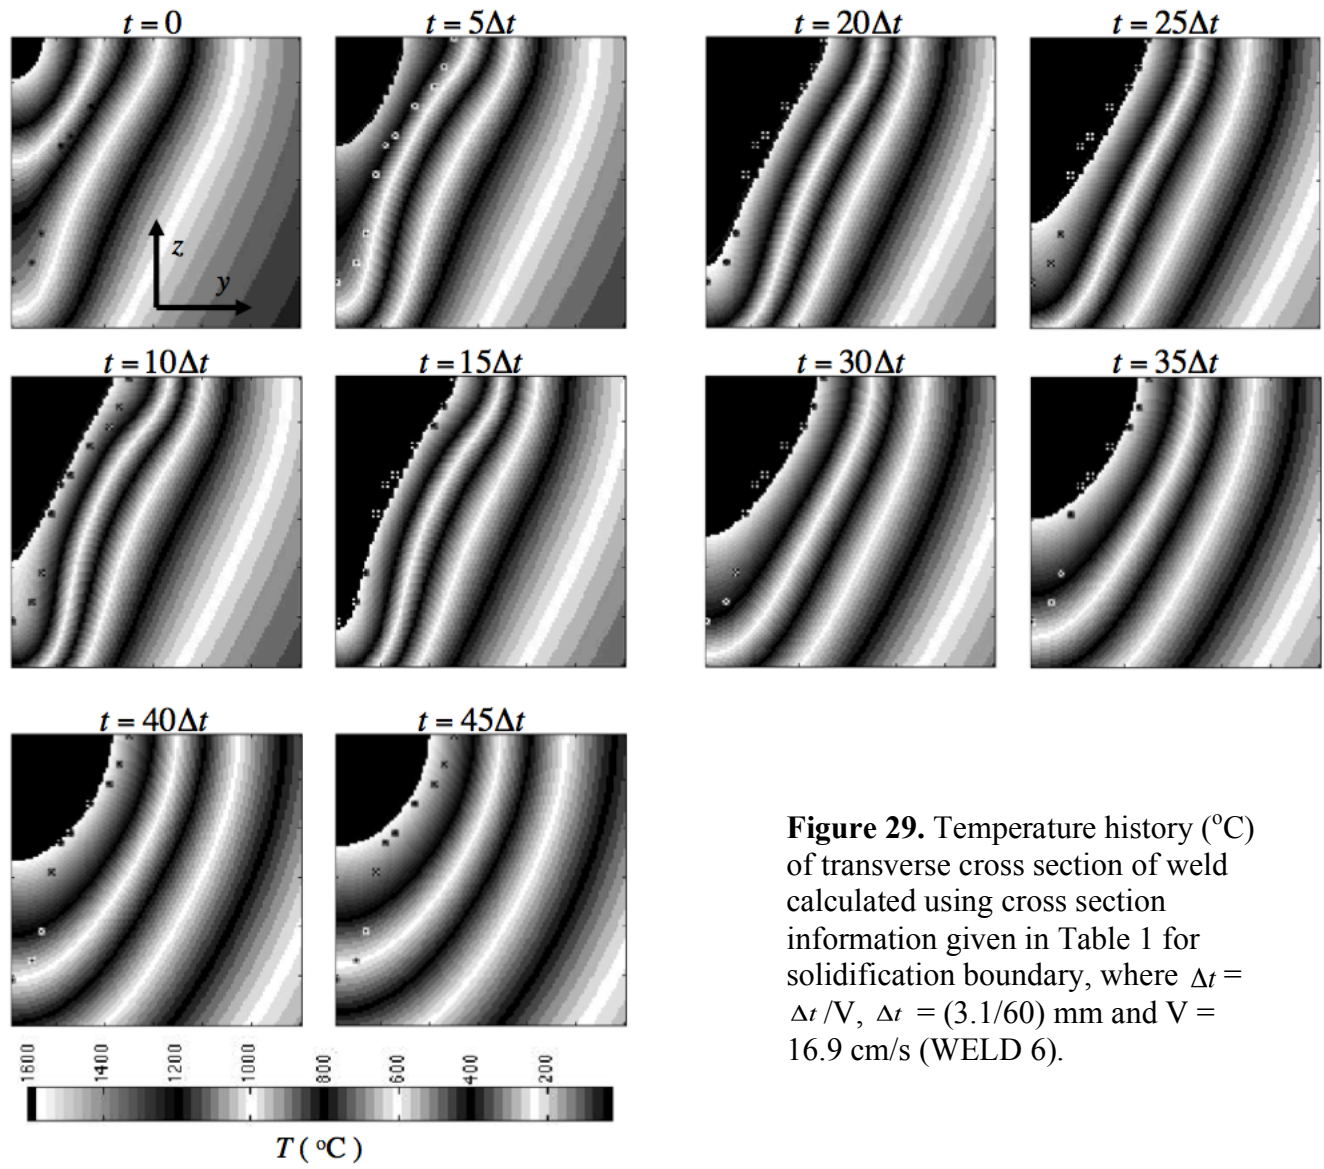 t = 0
t = 5Δt
t = 20Δt
t = 25Δt
z
y
t = 10Δt
t = 15Δt
t = 30Δt
t = 35Δt
t = 40Δt
t = 45Δt
Figure 29. Temperature history (°C)
of transverse cross section of weld
calculated using cross section
information given in Table 1 for
solidification boundary, where Δt =
Δt /V, Δt = (3.1/60) mm and V =
16.9 cm/s (WELD 6).
1600 1400 1200 1000 800 600 400 200
T ( °C )